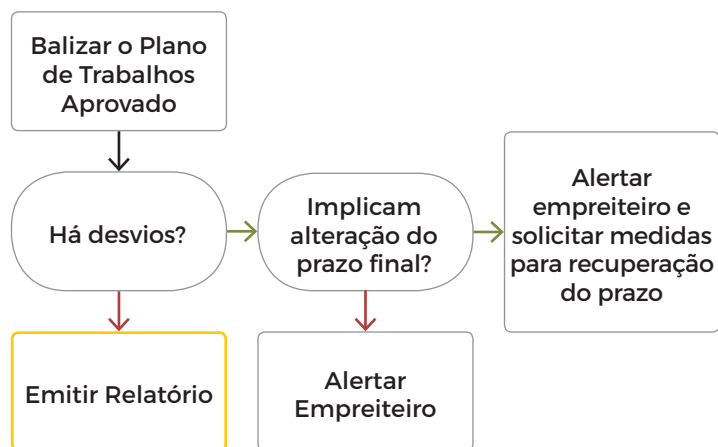 Balizar o Plano
de Trabalhos
Aprovado
Há desvios?
Implicam
alteração do
prazo final?
Alertar
empreiteiro e
solicitar medidas
para recuperação
do prazo
Emitir Relatório
Alertar
Empreiteiro